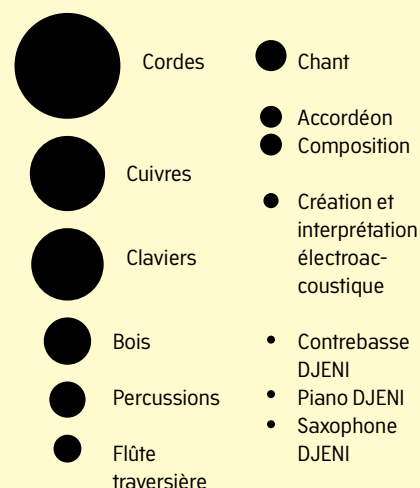 Cordes
Cuivres
Claviers
Bois
Percussions
Flûte
traversière
Chant
Accordéon
Composition
Création et
interprétation
électroac-
coustique
Contrebasse
DJENI
Piano DJENI
Saxophone
DJENI